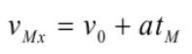 v_{Mx} = v_0 + at_M